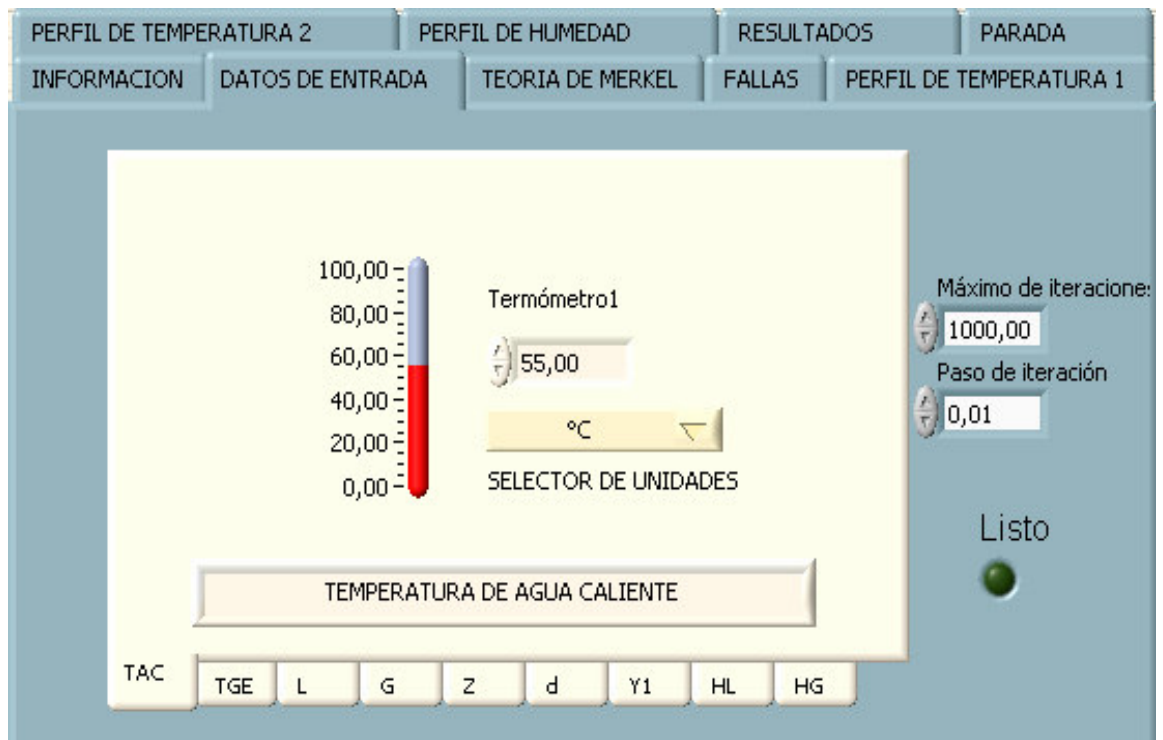 PERFIL DE TEMPERATURA 2 PERFIL DE HUMEDAD RESULTADOS PARADA
INFORMACION DATOS DE ENTRADA TEORIA DE MERKEL FALLAS PERFIL DE TEMPERATURA 1
100,00
80,00
60,00
40,00
20,00
0,00
Termómetro1
55,00
°C
SELECTOR DE UNIDADES
TEMPERATURA DE AGUA CALIENTE
Máximo de iteracione:
1000,00
Paso de iteración
0,01
Listo
TAC TGE L G Z d Y1 HL HG